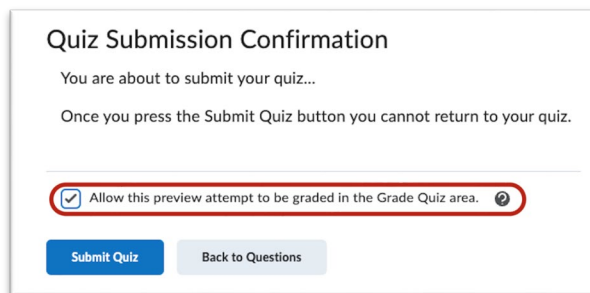 Quiz Submission Confirmation
You are about to submit your quiz...
Once you press the Submit Quiz button you cannot return to your quiz.
Allow this preview attempt to be graded in the Grade Quiz area.
Submit Quiz
Back to Questions